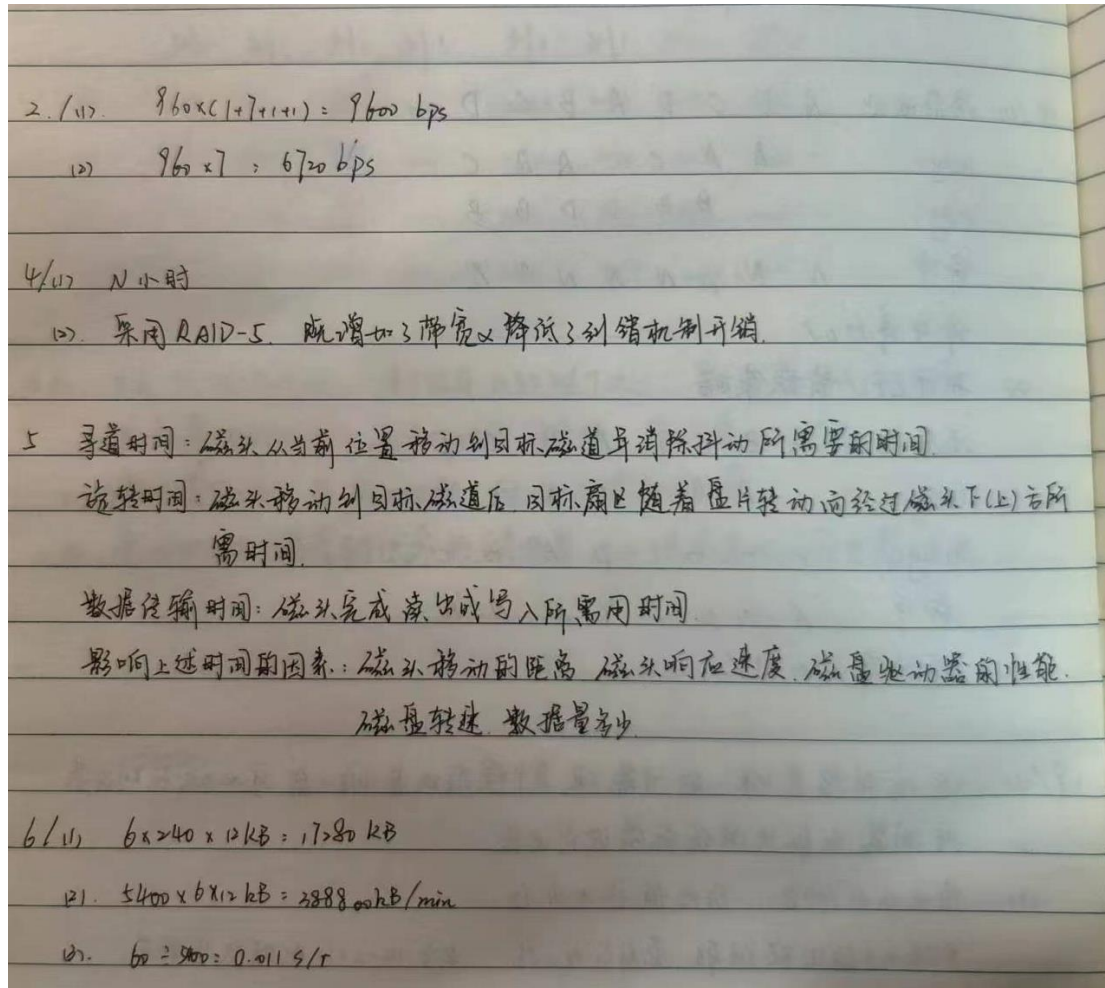 2./(1). 960×(1+7+1+1) = 9600 bps
(2) 960×7 = 6720 bps
4/(1) N小时
(2). 采用RAID-5. 既增加了带宽又降低了纠错机制开销.
5 寻道时间：磁头从当前位置移动到目标磁道并消除抖动所需要的时间.
旋转时间：磁头移动到目标磁道后，目标扇区随着盘片转动而经过磁头下(上)方所
需时间.
数据传输时间：磁头完成读出或写入所需用时间
影响上述时间的因素：磁头移动的距离 磁头响应速度. 磁盘驱动器的性能.
磁盘转速. 数据量多少
6/(1) 6×240×12kB = 17280 kB
(2). 5400×6×12kB = 388800kB/min
(3). 60÷5400 = 0.011 s/r